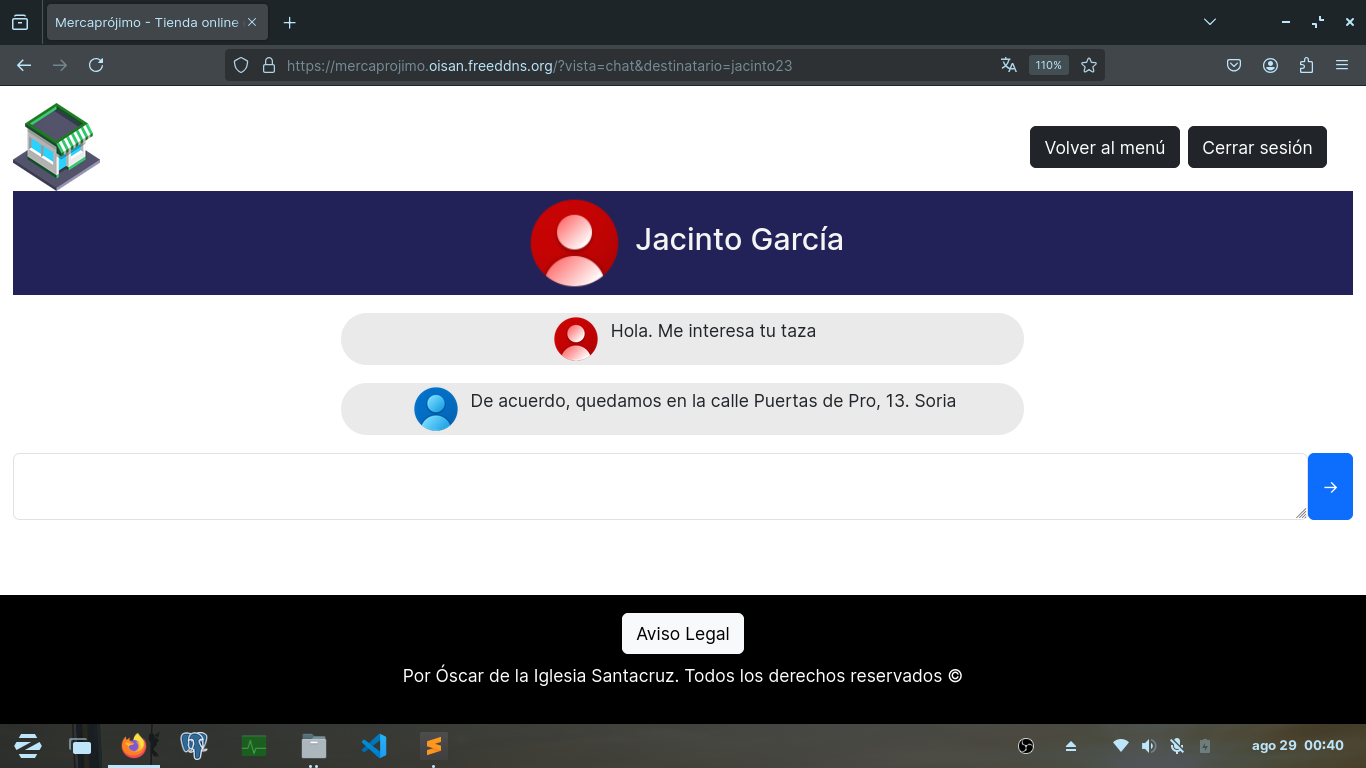 Mercaprójimo - Tienda online
https://mercaprojimo.oisan.freeddns.org/?vista=chat&destinatario=jacinto23
110%
Volver al menú
Cerrar sesión
Jacinto García
Hola. Me interesa tu taza
De acuerdo, quedamos en la calle Puertas de Pro, 13. Soria
Aviso Legal
Por Óscar de la Iglesia Santacruz. Todos los derechos reservados ©
ago 29 00:40